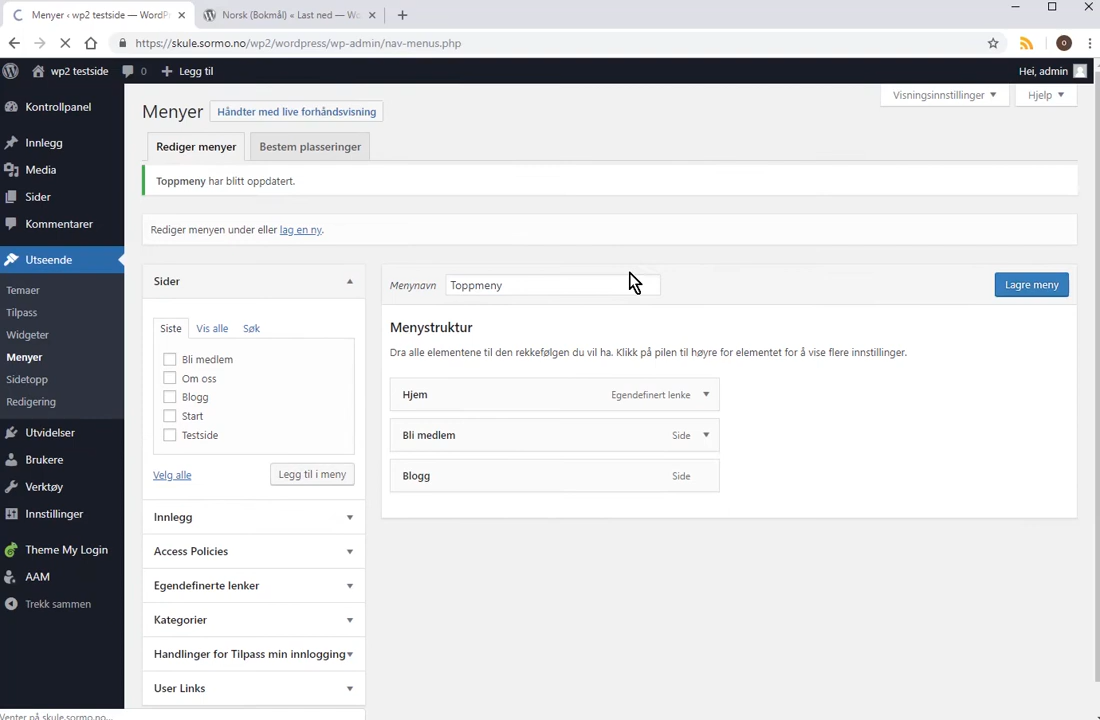 Menyer « wp2 testside — WordPr
Norsk (Bokmål) « Last ned — Wo
https://skule.sormo.no/wp2/wordpress/wp-admin/nav-menus.php
wp2 testside
0
Legg til
Hei, admin
Visningsinnstillinger
Hjelp
Kontrollpanel
Innlegg
Media
Sider
Kommentarer
Utseende
Temaer
Tilpass
Widgeter
Menyer
Sidetopp
Redigering
Utvidelser
Brukere
Verktøy
Innstillinger
Theme My Login
AAM
Trekk sammen
Menyer
Håndter med live forhåndsvisning
Rediger menyer
Bestem plasseringer
Toppmeny har blitt oppdatert.
Rediger menyen under eller lag en ny.
Sider
Siste
Vis alle
Søk
Bli medlem
Om oss
Blogg
Start
Testside
Velg alle
Legg til i meny
Innlegg
Access Policies
Egendefinerte lenker
Kategorier
Handlinger for Tilpass min innlogging
User Links
Menynavn
Toppmeny
Lagre meny
Menystruktur
Dra alle elementene til den rekkefølgen du vil ha. Klikk på pilen til høyre for elementet for å vise flere innstillinger.
Hjem
Egendefinert lenke
Bli medlem
Side
Blogg
Side
Venter på skule.sormo.no...